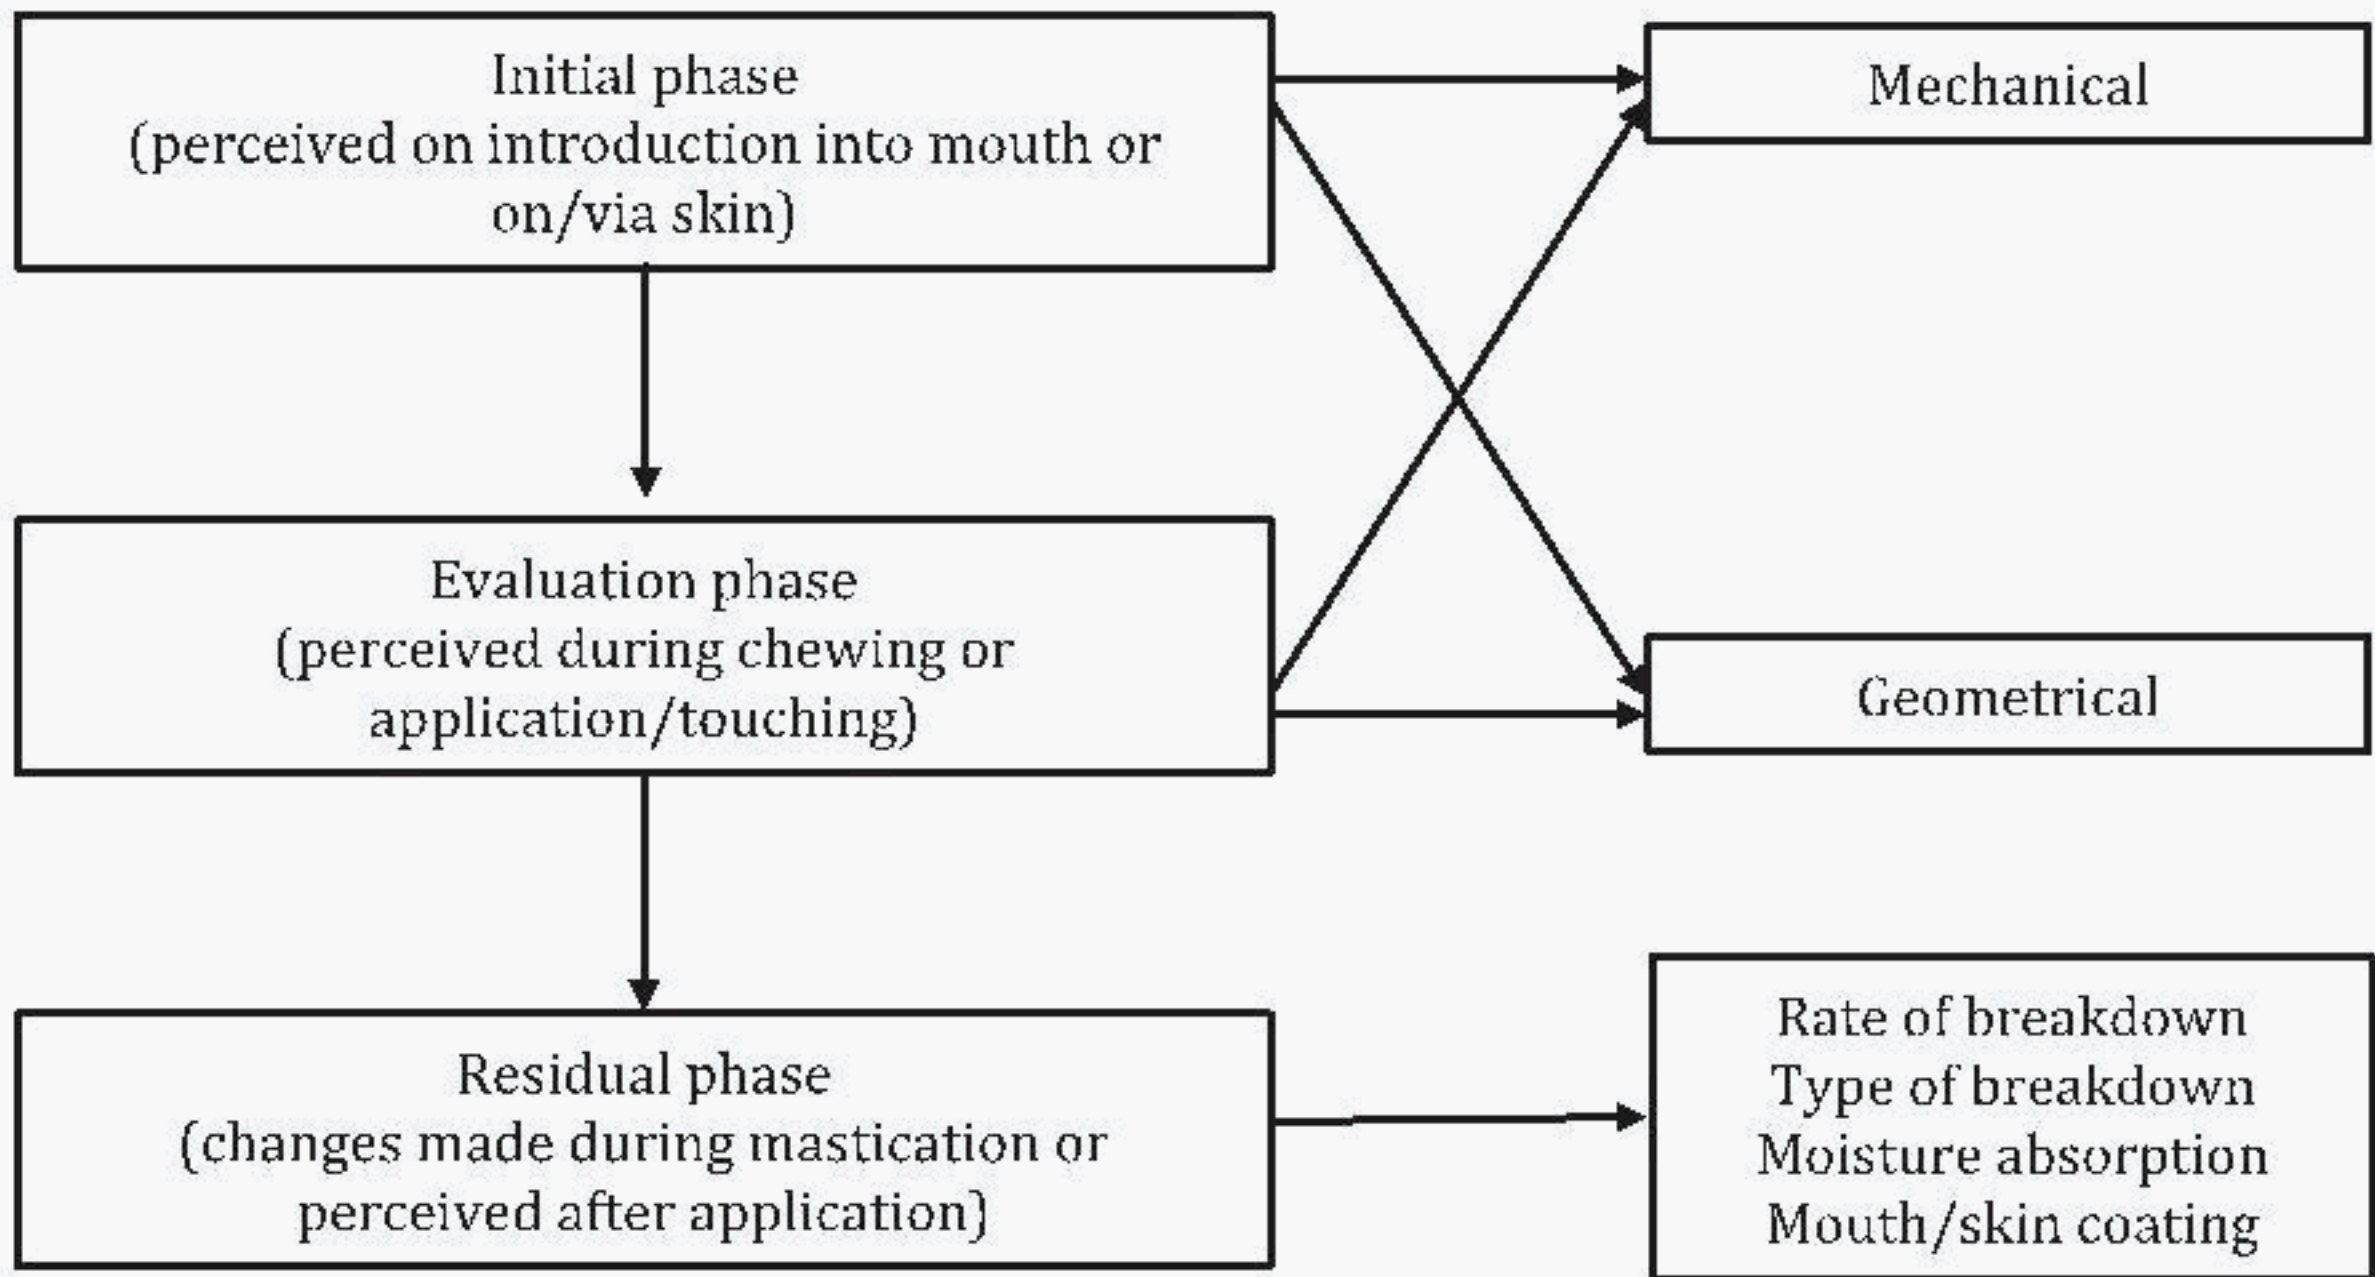 Initial phase
(perceived on introduction into mouth or
on/via skin)
Mechanical
Evaluation phase
(perceived during chewing or
application/touching)
Geometrical
Residual phase
(changes made during mastication or
perceived after application)
Rate of breakdown
Type of breakdown
Moisture absorption
Mouth/skin coating